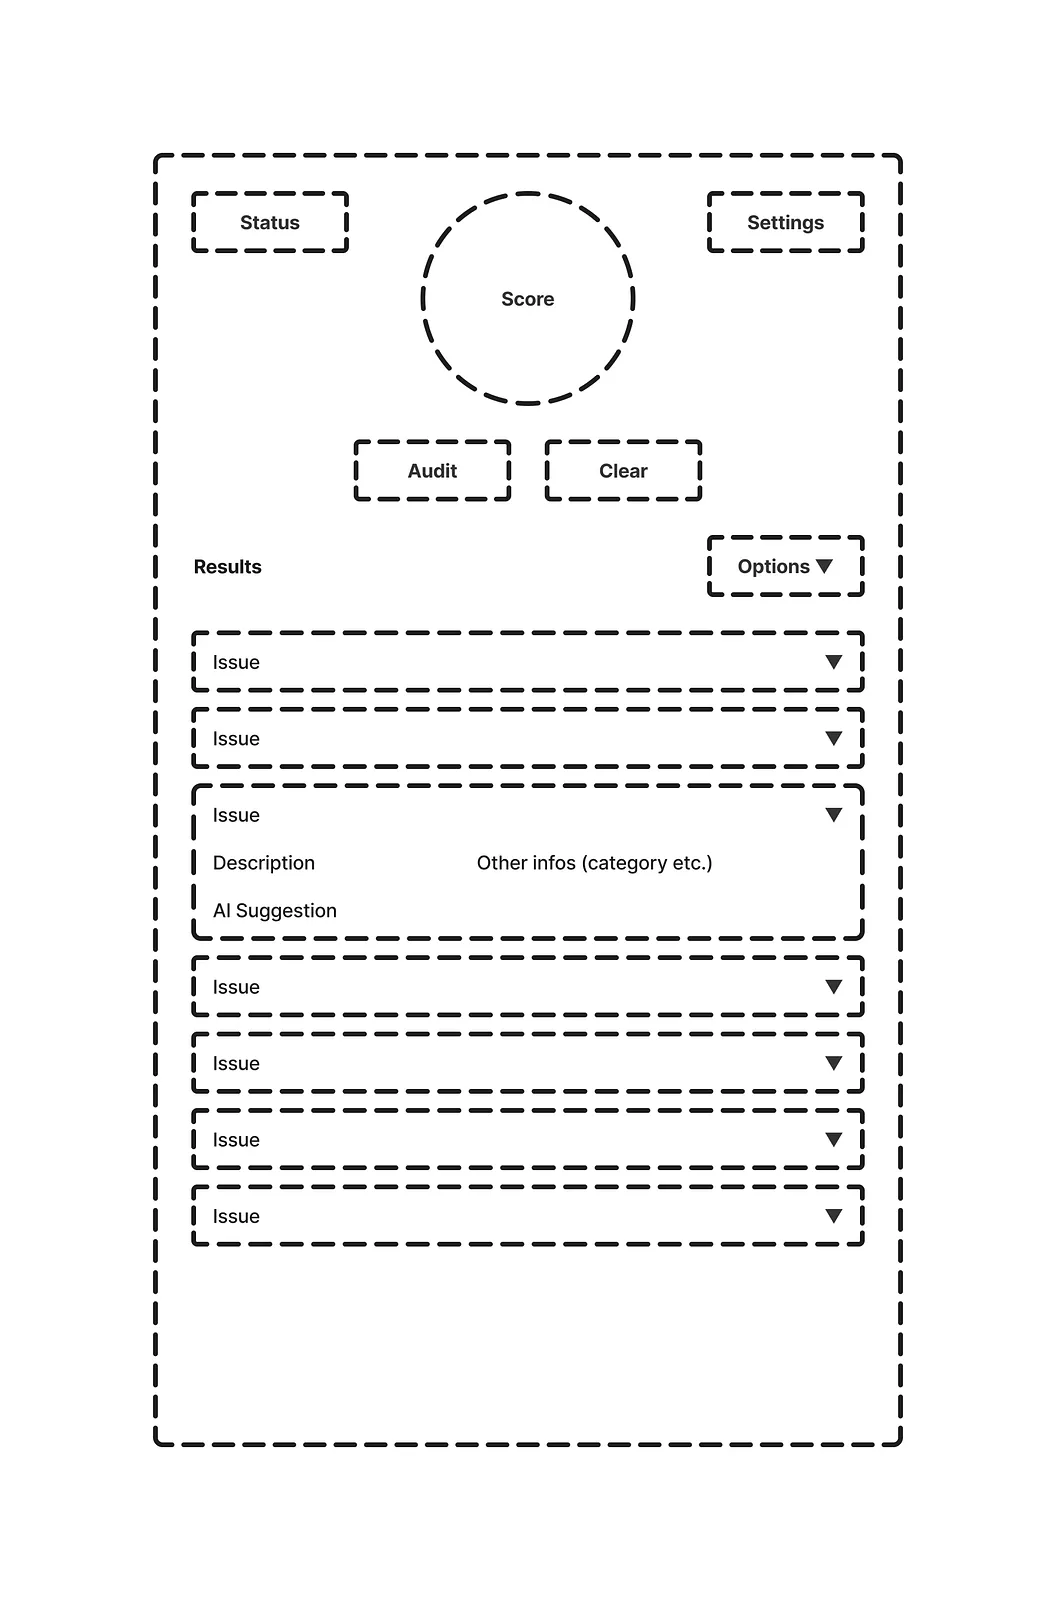 Status
Settings
Score
Audit
Clear
Results
Options ▼
Issue ▼
Issue ▼
Issue ▼
Description
Other infos (category etc.)
AI Suggestion
Issue ▼
Issue ▼
Issue ▼
Issue ▼